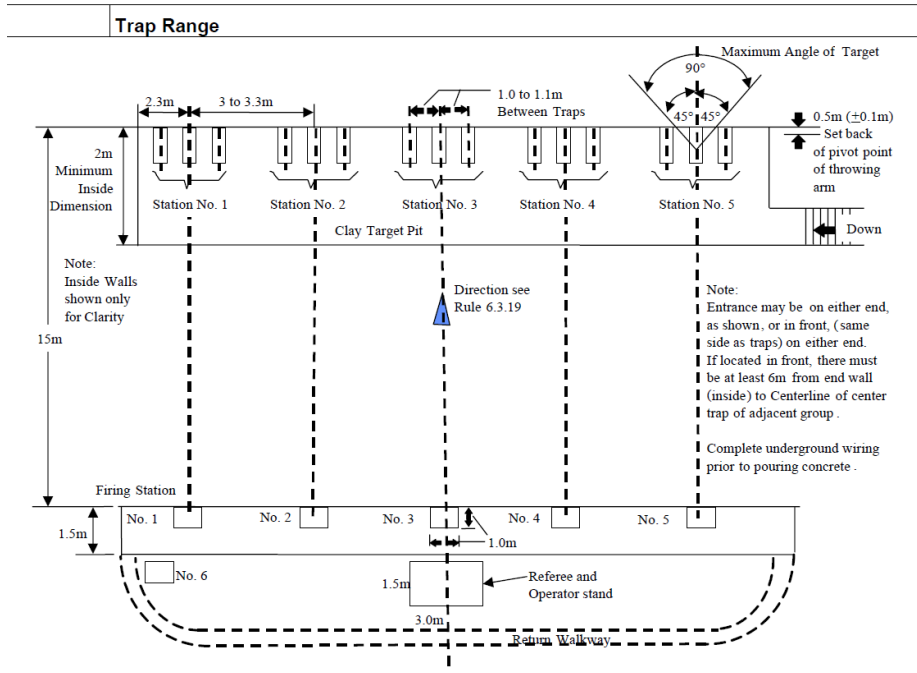 Trap Range
Maximum Angle of Target
90°
2.3m
3 to 3.3m
1.0 to 1.1m
Between Traps
45° 45°
0.5m (±0.1m)
Set back
of pivot point
of throwing
arm
2m
Minimum
Inside
Dimension
Station No. 1
Station No. 2
Station No. 3
Station No. 4
Station No. 5
Clay Target Pit
Down
Note:
Inside Walls
shown only
for Clarity
15m
Direction see
Rule 6.3.19
Note:
Entrance may be on either end,
as shown, or in front, (same
side as traps) on either end.
If located in front, there must
be at least 6m from end wall
(inside) to Centerline of center
trap of adjacent group .
Complete underground wiring
prior to pouring concrete .
Firing Station
No. 1
No. 2
No. 3
No. 4
No. 5
1.5m
1.0m
No. 6
1.5m
Referee and
Operator stand
3.0m
Return Walkway